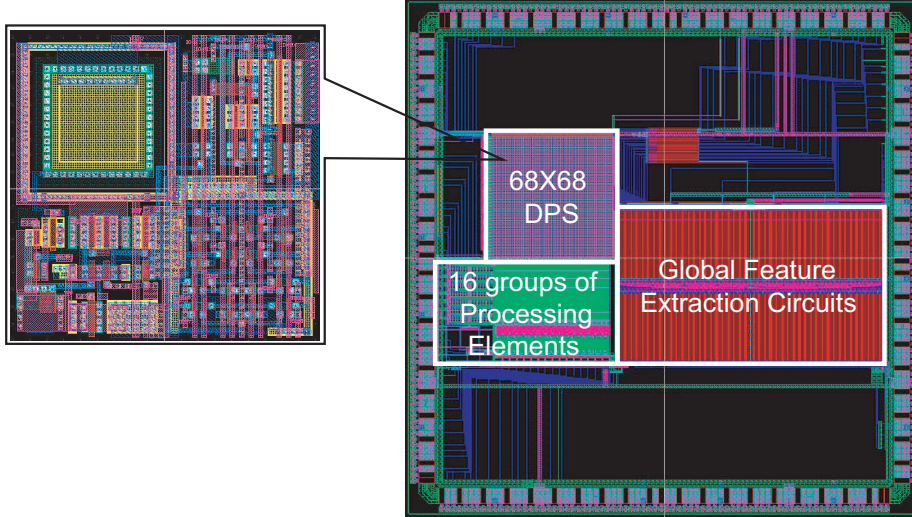 68X68
DPS
16 groups of
Processing
Elements
Global Feature
Extraction Circuits